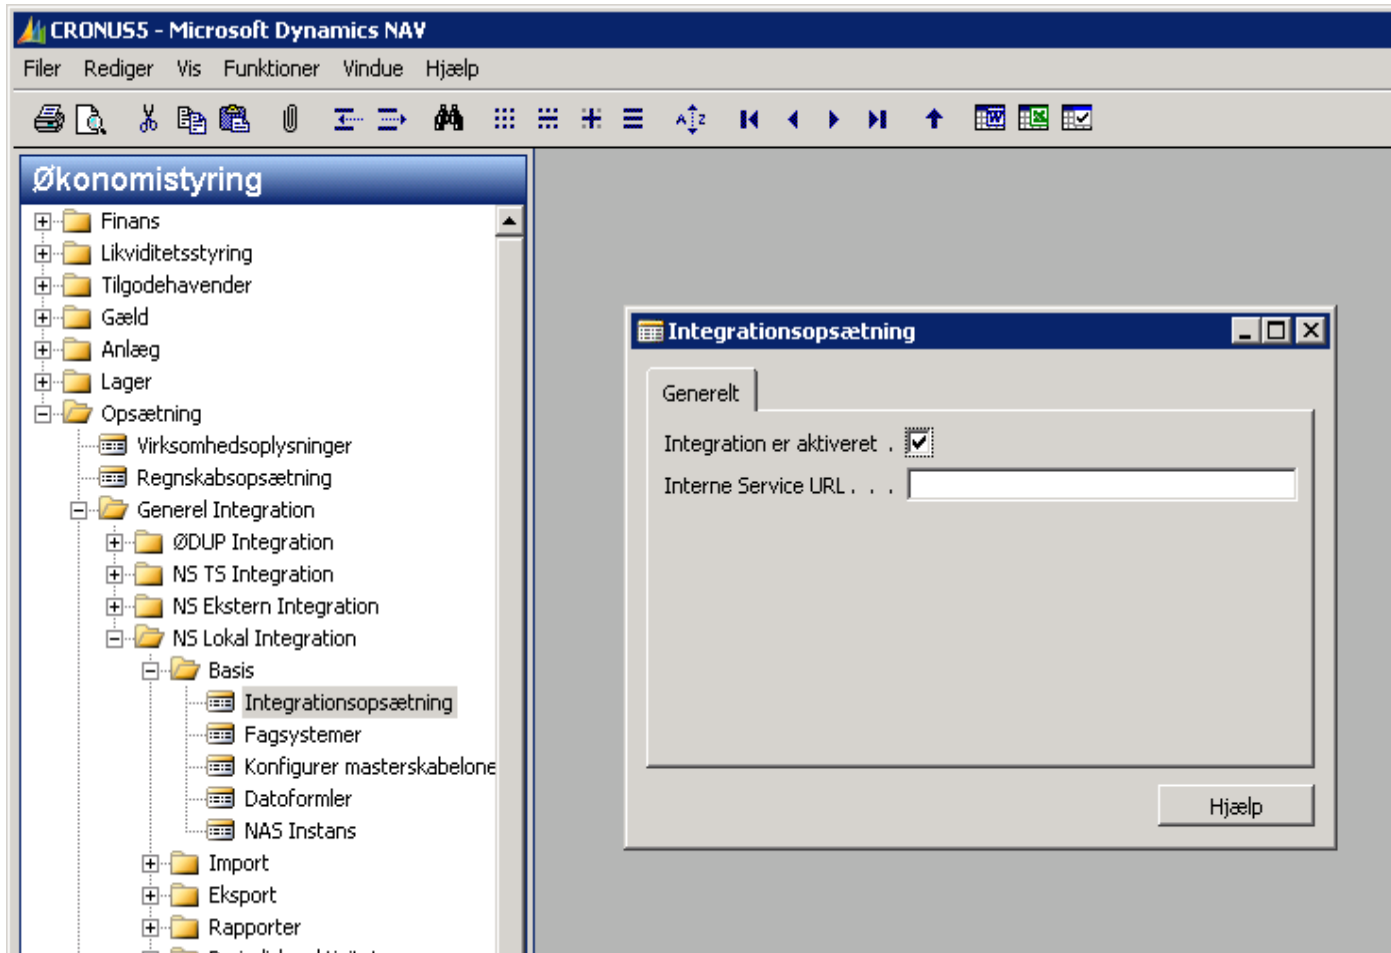 CRONUS5 - Microsoft Dynamics NAV
Filer Rediger Vis Funktioner Vindue Hjælp
Økonomistyring
Finans
Likviditetsstyring
Tilgodehavender
Gæld
Anlæg
Lager
Opsætning
Virksomhedsoplysninger
Regnskabsopsætning
Generel Integration
ØDUP Integration
NS TS Integration
NS Ekstern Integration
NS Lokal Integration
Basis
Integrationsopsætning
Fagsystemer
Konfigurer masterskabelone
Datoformler
NAS Instans
Import
Eksport
Rapporter
Integrationsopsætning
Generelt
Integration er aktiveret .
Interne Service URL . . .
Hjælp